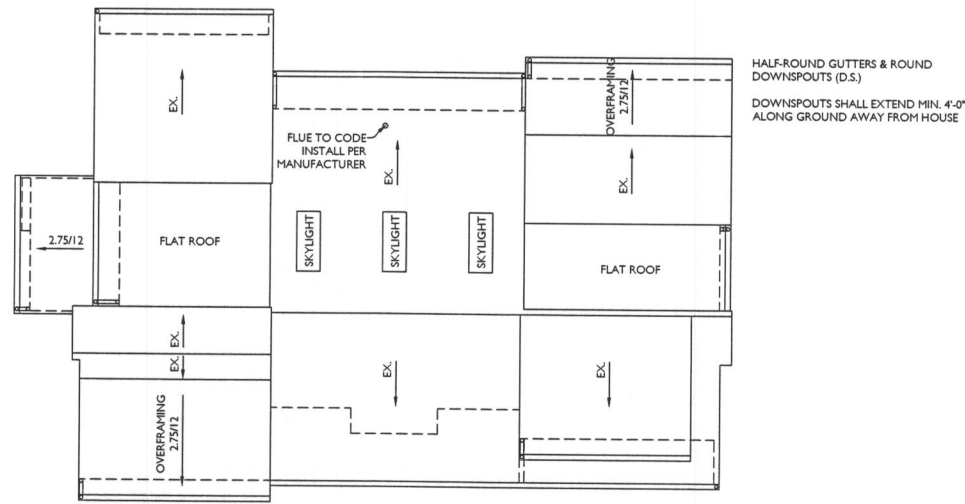 HALF-ROUND GUTTERS & ROUND
DOWNSPOUTS (D.S.)
DOWNSPOUTS SHALL EXTEND MIN. 4'-0"
ALONG GROUND AWAY FROM HOUSE
EX.
OVERFRAMING
2.75/12
FLUE TO CODE
INSTALL PER
MANUFACTURER
EX.
EX.
2.75/12
FLAT ROOF
SKYLIGHT
SKYLIGHT
SKYLIGHT
FLAT ROOF
EX.
EX.
EX.
EX.
OVERFRAMING
2.75/12